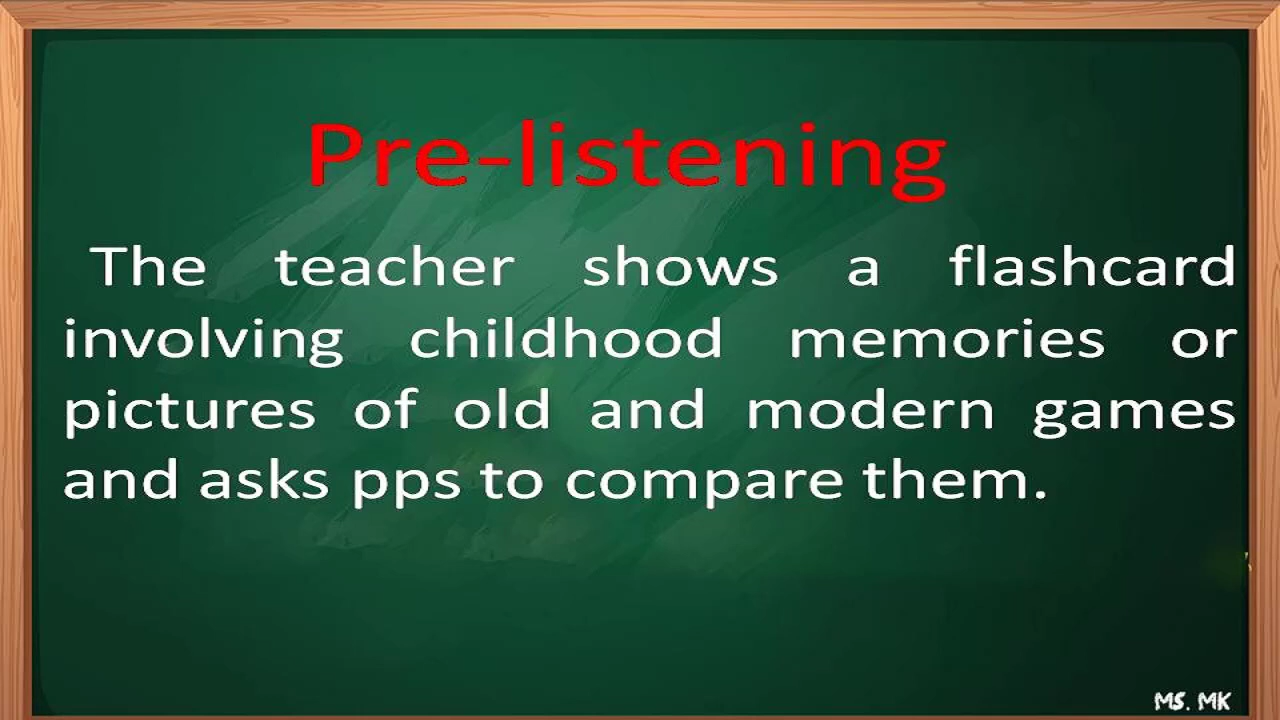 Pre-listening
The teacher shows a flashcard
involving childhood memories or
pictures of old and modern games
and asks pps to compare them.
MS. MK